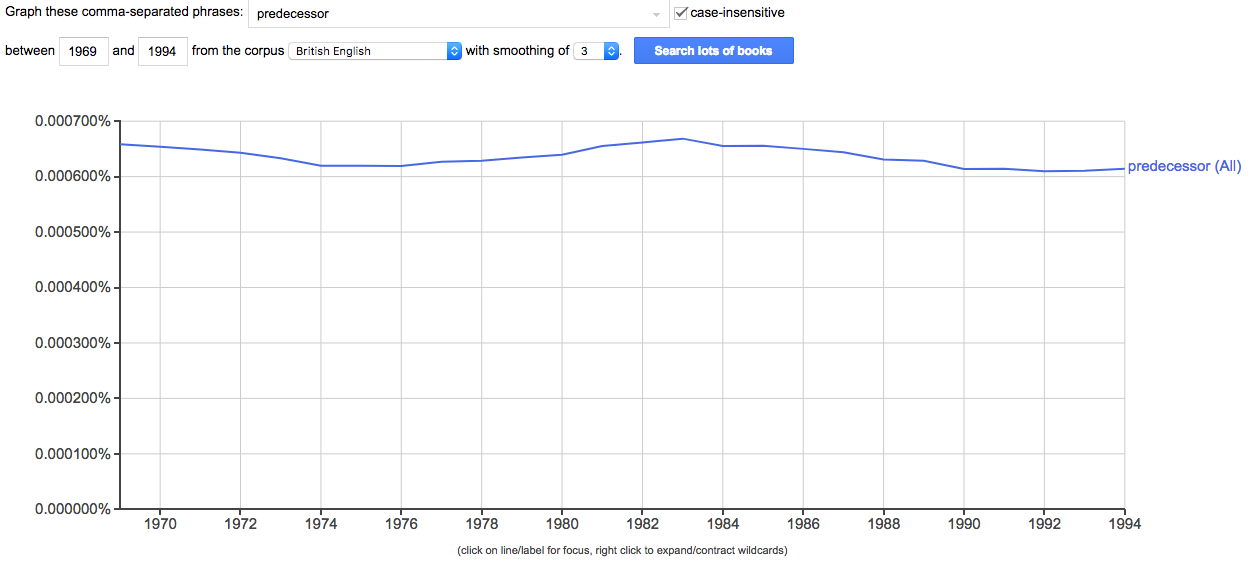 Graph these comma-separated phrases: predecessor case-insensitive
between 1969 and 1994 from the corpus British English with smoothing of 3 . Search lots of books
0.000700%
0.000600%
predecessor (All)
0.000500%
0.000400%
0.000300%
0.000200%
0.000100%
0.000000%
1970 1972 1974 1976 1978 1980 1982 1984 1986 1988 1990 1992 1994
(click on line/label for focus, right click to expand/contract wildcards)